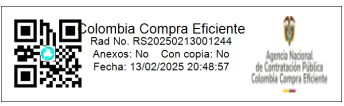 Colombia Compra Eficiente
Rad No. RS20250213001244
Anexos: No Con copia: No
Fecha: 13/02/2025 20:48:57
Agencia Nacional
de Contratación Pública
Colombia Compra Eficiente